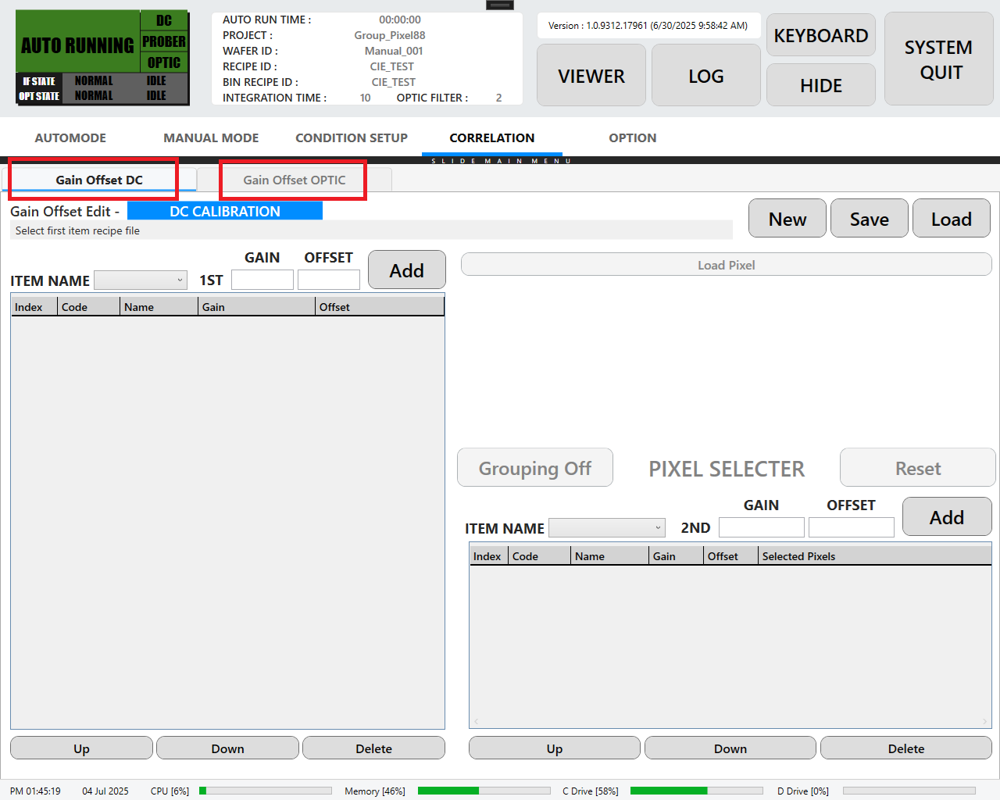 AUTO RUNNING
DC
PROBER
OPTIC
IF STATE NORMAL IDLE
OPT STATE NORMAL IDLE
AUTO RUN TIME : 00:00:00
PROJECT : Group_Pixel88
WAFER ID : Manual_001
RECIPE ID : CIE_TEST
BIN RECIPE ID : CIE_TEST
INTEGRATION TIME : 10 OPTIC FILTER : 2
Version : 1.0.9312.17961 (6/30/2025 9:58:42 AM)
VIEWER
LOG
KEYBOARD
HIDE
SYSTEM
QUIT
AUTOMODE MANUAL MODE CONDITION SETUP CORRELATION OPTION
SLIDE MAIN MENU
Gain Offset DC Gain Offset OPTIC
Gain Offset Edit - DC CALIBRATION
Select first item recipe file
New Save Load
GAIN OFFSET
ITEM NAME 1ST Add
Index Code Name Gain Offset
Up Down Delete
Load Pixel
Grouping Off PIXEL SELECTER Reset
GAIN OFFSET
ITEM NAME 2ND Add
Index Code Name Gain Offset Selected Pixels
Up Down Delete
PM 01:45:19 04 Jul 2025 CPU [6%] Memory [46%] C Drive [58%] D Drive [0%]